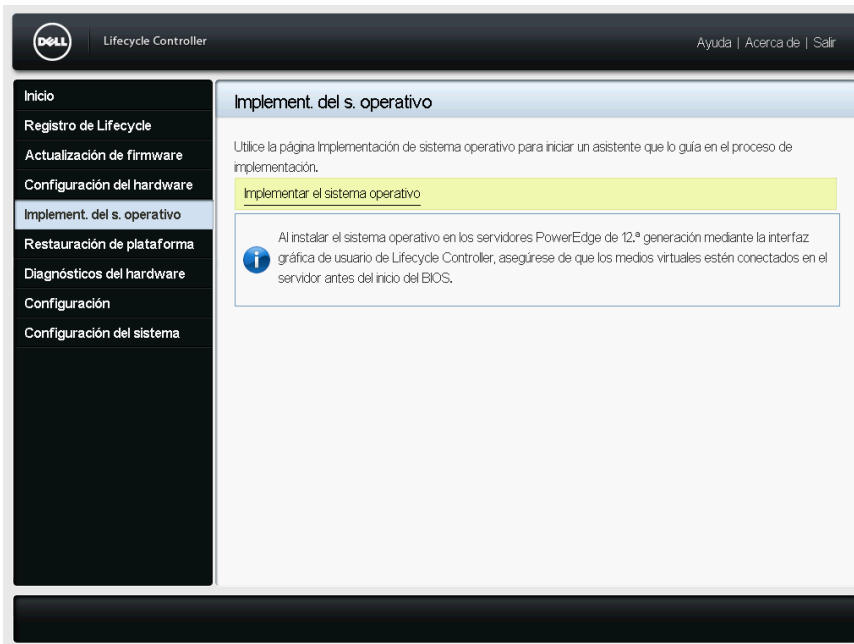 DELL
Lifecycle Controller
Ayuda | Acerca de | Salir
Inicio
Registro de Lifecycle
Actualización de firmware
Configuración del hardware
Implement. del s. operativo
Restauración de plataforma
Diagnósticos del hardware
Configuración
Configuración del sistema
Implement. del s. operativo
Utilice la página Implementación de sistema operativo para iniciar un asistente que lo guía en el proceso de
implementación.
Implementar el sistema operativo
Al instalar el sistema operativo en los servidores PowerEdge de 12.ª generación mediante la interfaz
gráfica de usuario de Lifecycle Controller, asegúrese de que los medios virtuales estén conectados en el
servidor antes del inicio del BIOS.